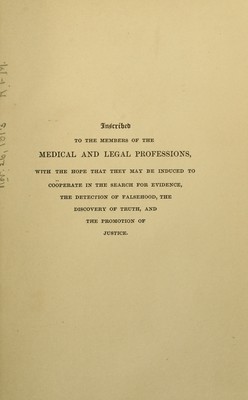 Inscribed
TO THE MEMBERS OF THE
MEDICAL AND LEGAL PROFESSIONS,
WITH THE HOPE THAT THEY MAY BE INDUCED TO
COOPERATE IN THE SEARCH FOR EVIDENCE,
THE DETECTION OF FALSEHOOD, THE
DISCOVERY OF TRUTH, AND
THE PROMOTION OF
JUSTICE.